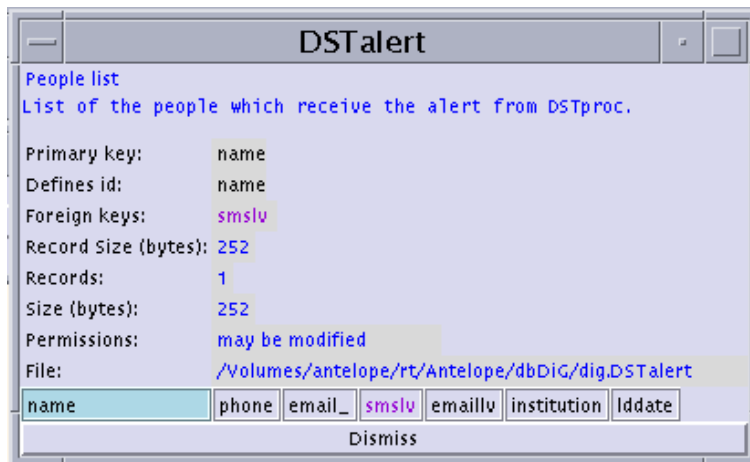 DSTalert
People list
List of the people which receive the alert from DSTproc.
Primary key: name
Defines id: name
Foreign keys: smslv
Record Size (bytes): 252
Records: 1
Size (bytes): 252
Permissions: may be modified
File: /Volumes/antelope/rt/Antelope/dbDiG/dig.DSTalert
name phone email_ smslv emaillv institution lddate
Dismiss